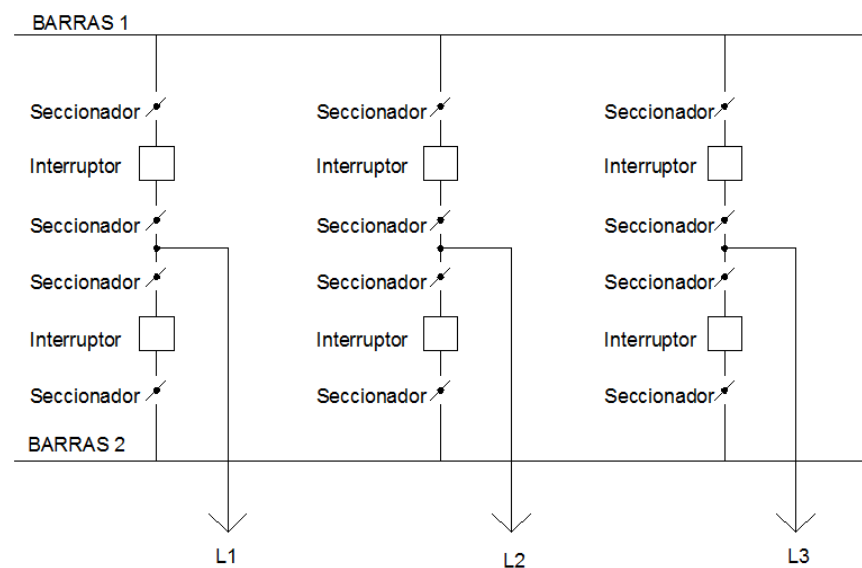 BARRAS 1
Seccionador Seccionador Seccionador
Interruptor Interruptor Interruptor
Seccionador Seccionador Seccionador
Seccionador Seccionador Seccionador
Interruptor Interruptor Interruptor
Seccionador Seccionador Seccionador
BARRAS 2
L1 L2 L3